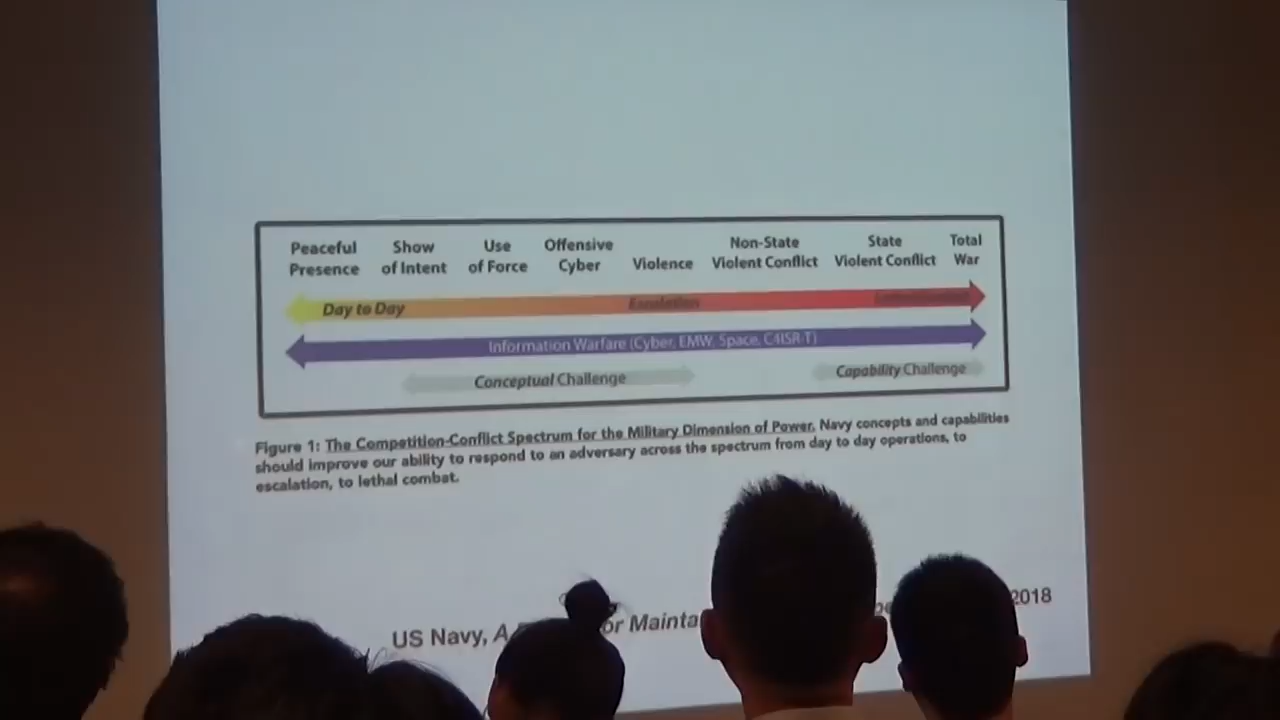 Peaceful Presence
Show of Intent
Use of Force
Offensive Cyber
Violence
Non-State Violent Conflict
State Violent Conflict
Total War
Day to Day
Escalation
Information Warfare (Cyber, EMW, Space, C4ISR-T)
Conceptual Challenge
Capability Challenge
Figure 1: The Competition-Conflict Spectrum for the Military Dimension of Power. Navy concepts and capabilities
should improve our ability to respond to an adversary across the spectrum from day to day operations, to
escalation, to lethal combat.
US Navy, A or Mainta 2018